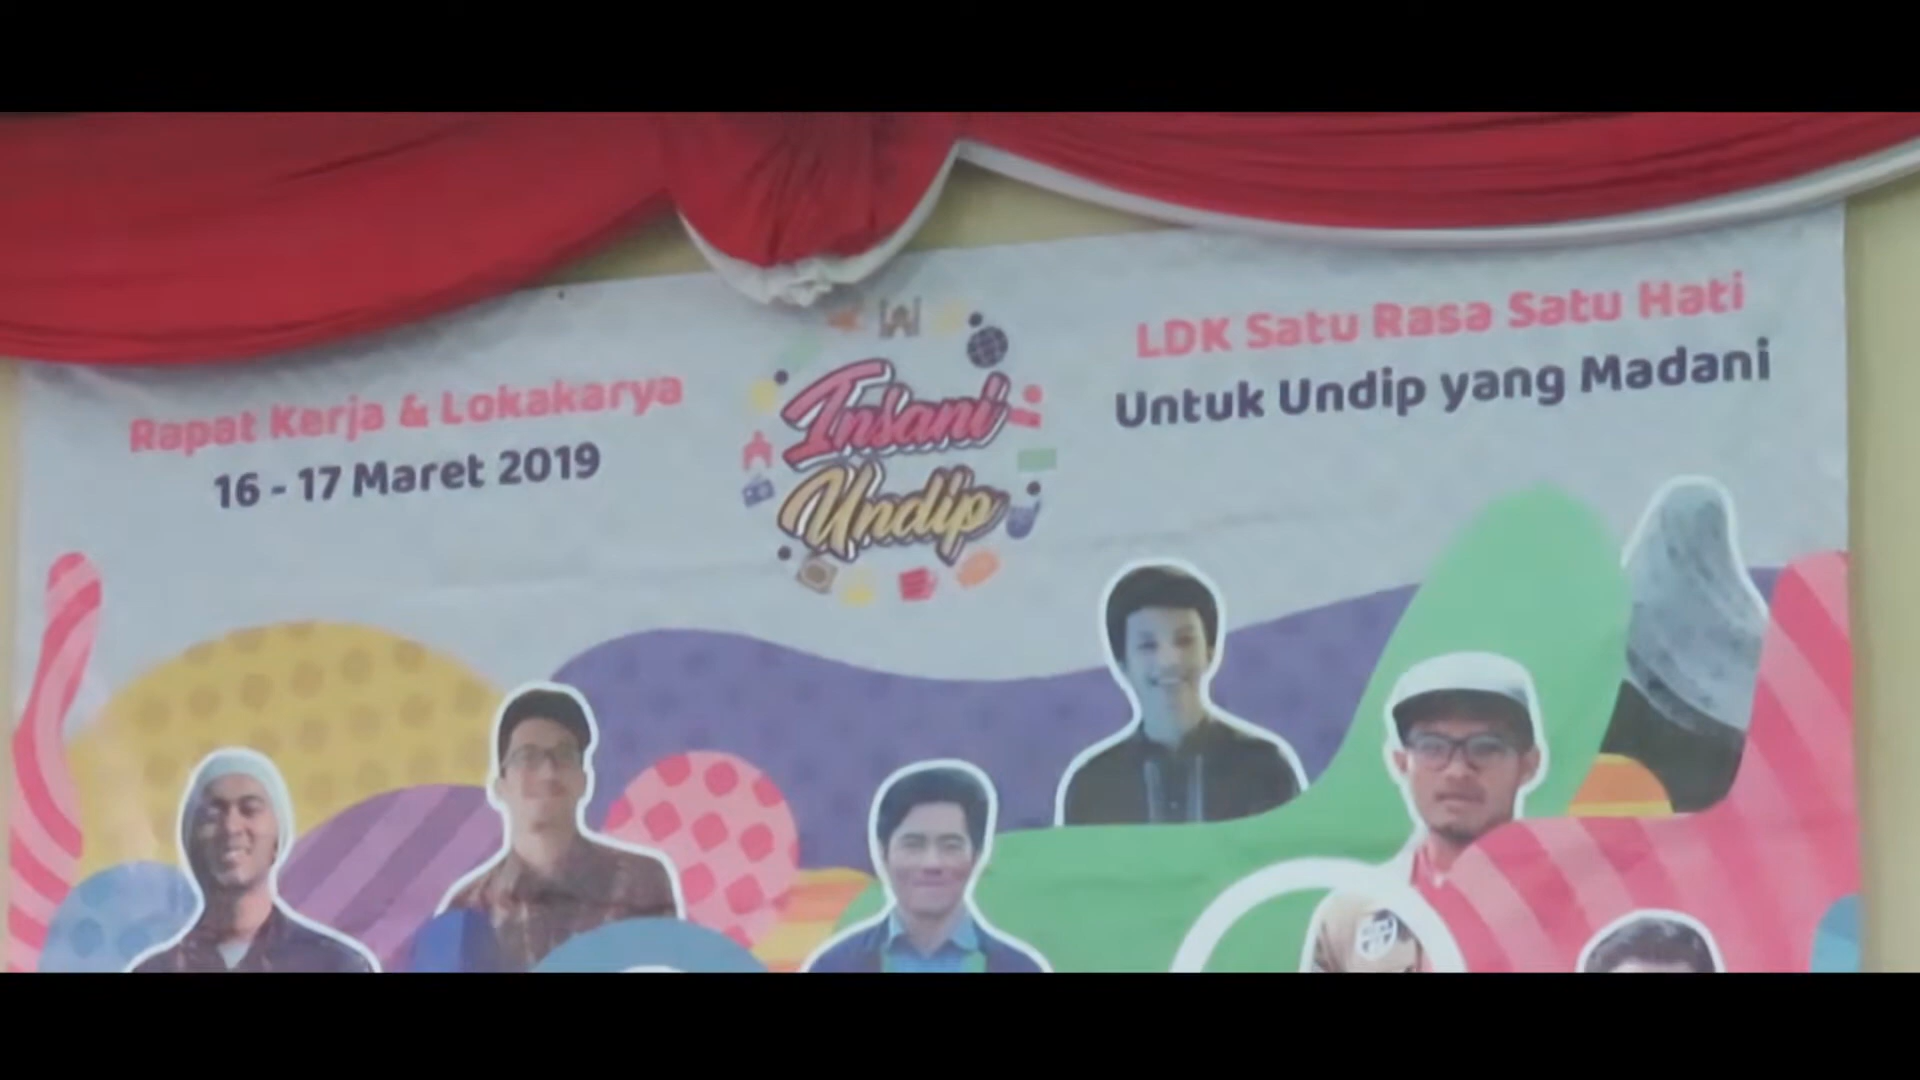 Rapat Kerja & Lokakarya
16 - 17 Maret 2019
Insani
Undip
LDK Satu Rasa Satu Hati
Untuk Undip yang Madani